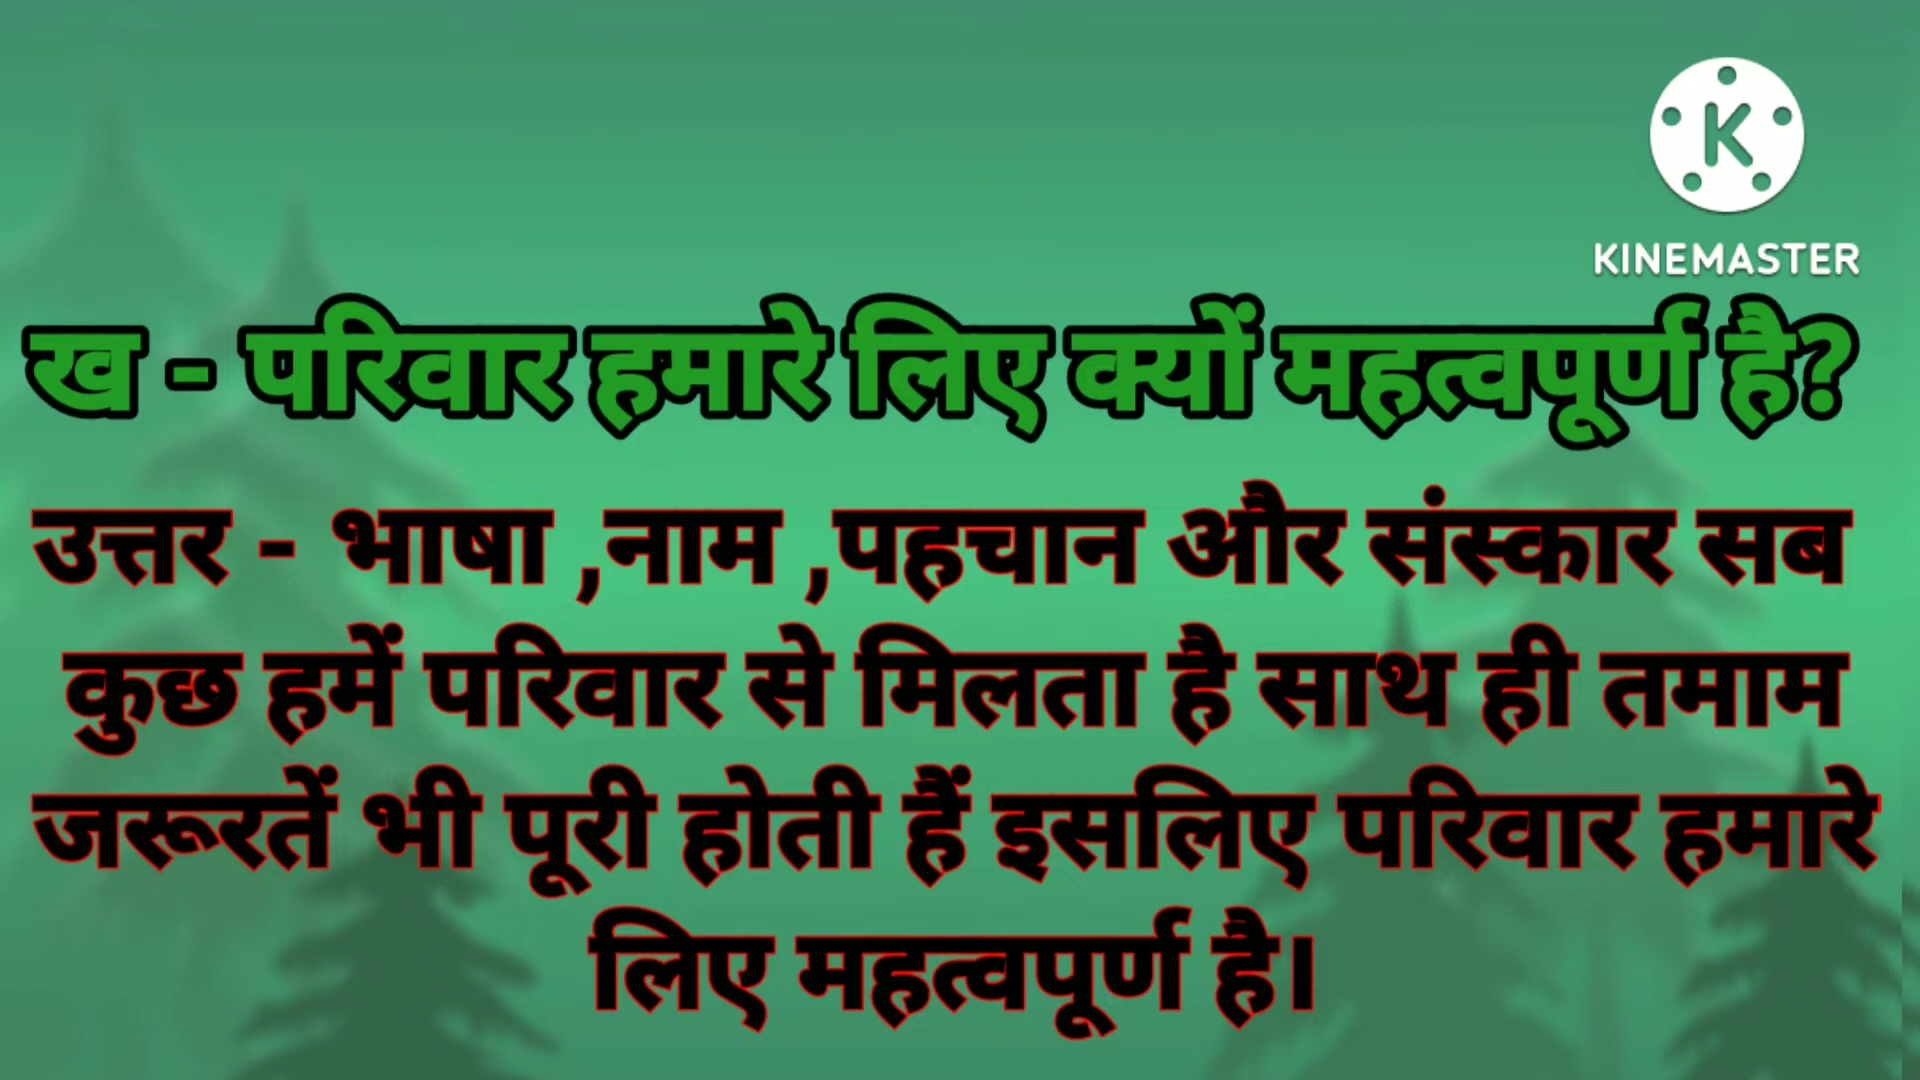 KINEMASTER
ख - परिवार हमारे लिए क्यों महत्वपूर्ण है?
उत्तर - भाषा ,नाम ,पहचान और संस्कार सब
कुछ हमें परिवार से मिलता है साथ ही तमाम
जरूरतें भी पूरी होती हैं इसलिए परिवार हमारे
लिए महत्वपूर्ण है।